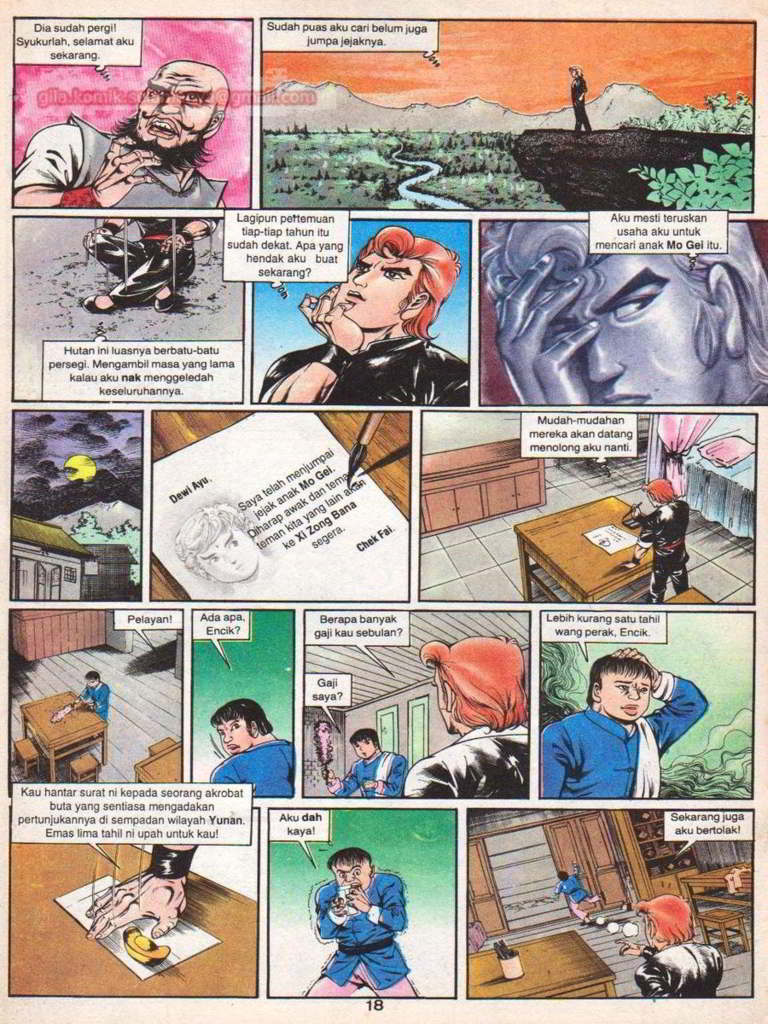 Dia sudah pergi!
Syukurlah, selamat aku
sekarang.
Sudah puas aku cari belum juga
jumpa jejaknya.
Hutan ini luasnya berbatu-batu
persegi. Mengambil masa yang lama
kalau aku nak menggeledah
keseluruhannya.
Lagipun pertemuan
tiap-tiap tahun itu
sudah dekat. Apa yang
hendak aku buat
sekarang?
Aku mesti teruskan
usaha aku untuk
mencari anak Mo Gei itu.
Dewi Ayu,
Saya telah menjumpai
jejak anak Mo Gei.
Diharap awak dan teman-
teman kita yang lain akan
ke Xi Zong Bana
segera.
Chek Fai.
Mudah-mudahan
mereka akan datang
menolong aku nanti.
Pelayan!
Ada apa,
Encik?
Berapa banyak
gaji kau sebulan?
Gaji
saya?
Lebih kurang satu tahil
wang perak, Encik.
Kau hantar surat ni kepada seorang akrobat
buta yang sentiasa mengadakan
pertunjukannya di sempadan wilayah Yunan.
Emas lima tahil ni upah untuk kau!
Aku dah
kaya!
Sekarang juga
aku bertolak!
18